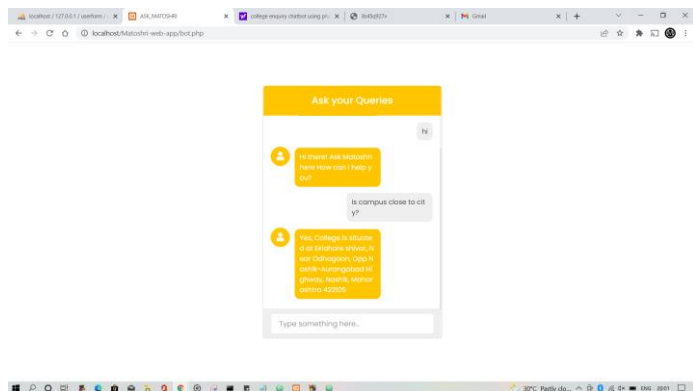 localhost / 127.0.0.1 / userhem /
ASK_MATOSHRI
college enquiry chatbot using ph
Gmail
localhost/Matoshri-web-app/bot.php
Ask your Queries
hi
Hi there! Ask Matoshri
here How can I help y
ou?
Is campus close to cit
y?
Yes, College is situate
d at Eklahare shivar, N
ear Odhagaon, Opp N
ashik-Aurangabad hi
ghway, Nashik, Mahar
ashtra 422105
Type something here..
30°C Partly clo...
ENG